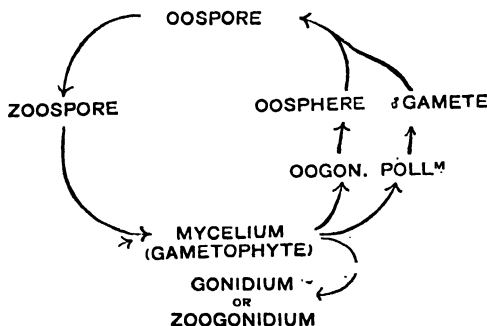 OOSPORE
ZOOSPORE
OOSPHERE ♂GAMETE
OOGON. POLLᴹ
MYCELIUM
(GAMETOPHYTE)
GONIDIUM
OR
ZOOGONIDIUM